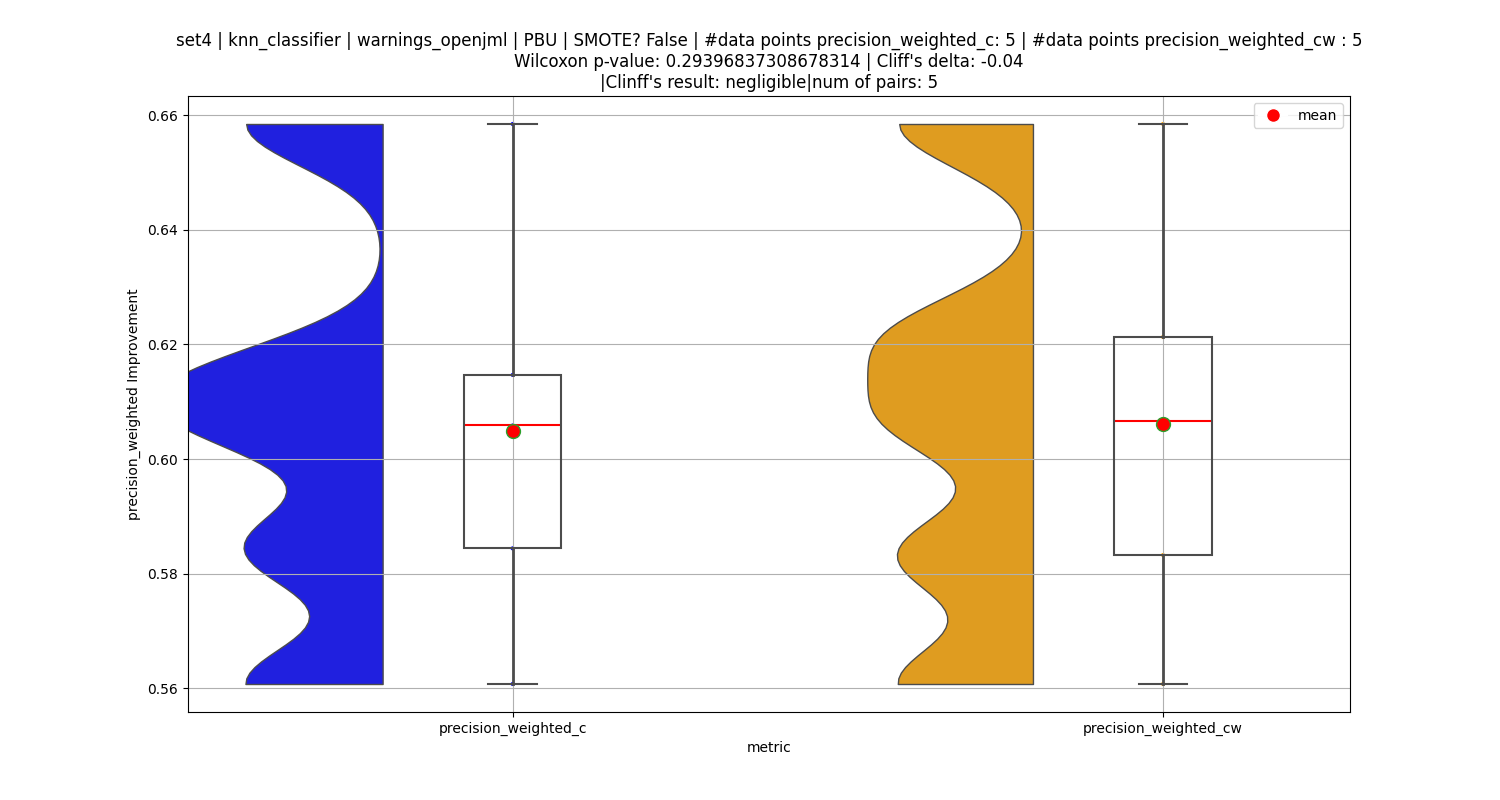 set4 | knn_classifier | warnings_openjml | PBU | SMOTE? False | #data points precision_weighted_c: 5 | #data points precision_weighted_cw : 5
Wilcoxon p-value: 0.29396837308678314 | Cliff's delta: -0.04
|Clinff's result: negligible|num of pairs: 5
mean
0.66
0.64
0.62
0.60
0.58
0.56
precision_weighted Improvement
precision_weighted_c
precision_weighted_cw
metric